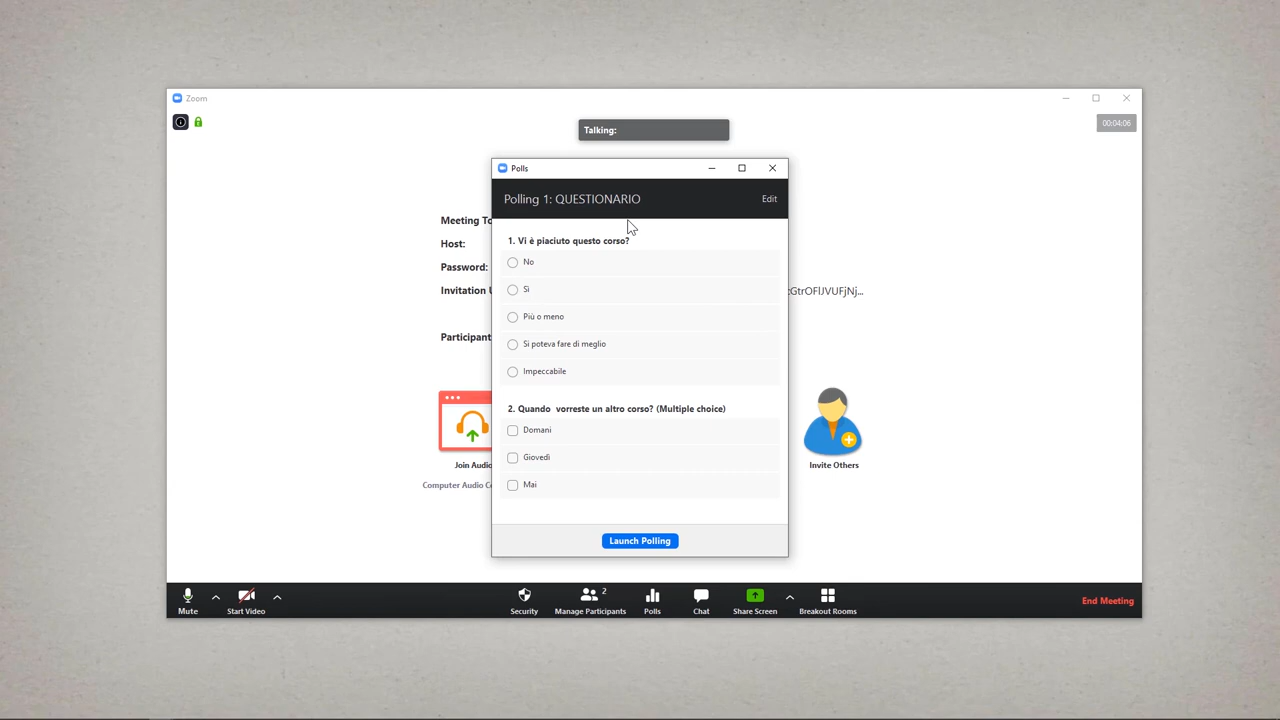 Zoom
Talking:
00:04:06
Polls
Polling 1: QUESTIONARIO
Edit
Meeting To
Host:
Password:
Invitation U
:GtrOFlJVUFjNj...
Participant
1. Vi è piaciuto questo corso?
No
Sì
Più o meno
Si poteva fare di meglio
Impeccabile
2. Quando  vorreste un altro corso? (Multiple choice)
Domani
Giovedì
Mai
Launch Polling
Join Audio
Computer Audio Co
Invite Others
Mute
Start Video
Security
2
Manage Participants
Polls
Chat
Share Screen
Breakout Rooms
End Meeting